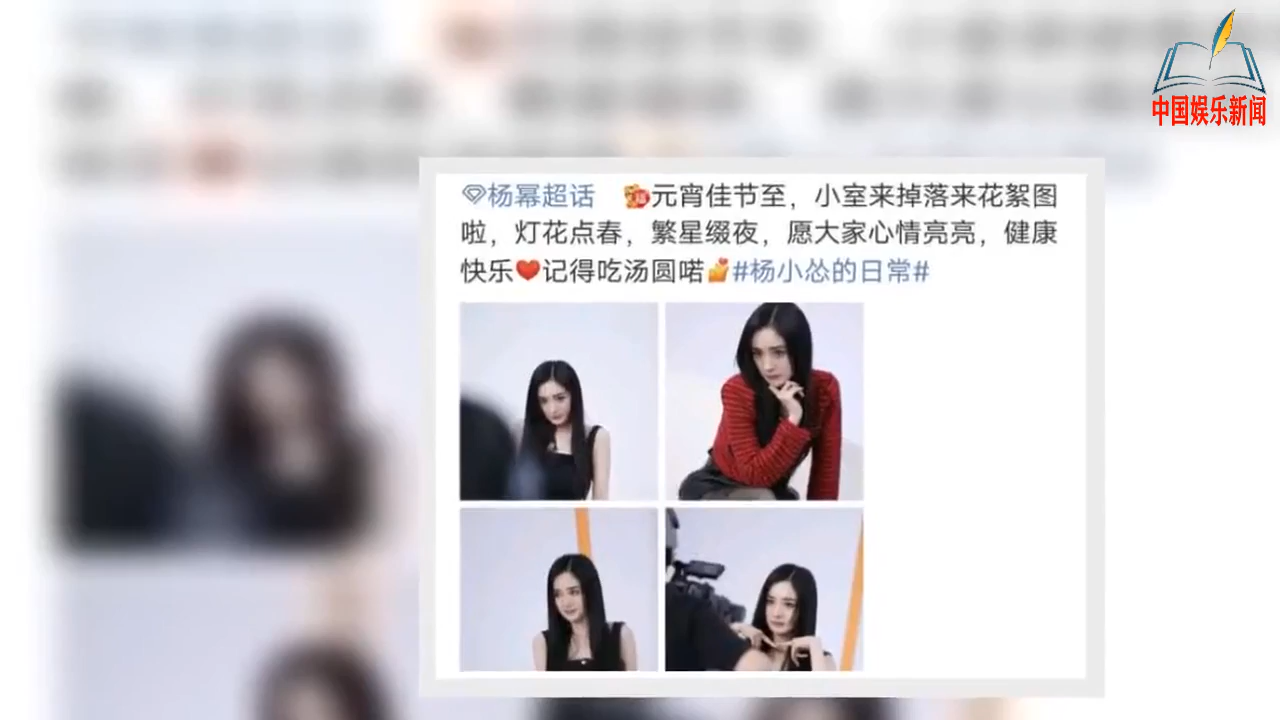 中国娱乐新闻
杨幂超话 元宵佳节至，小室来掉落来花絮图
啦，灯花点春，繁星缀夜，愿大家心情亮亮，健康
快乐❤️记得吃汤圆喏#杨小怂的日常#